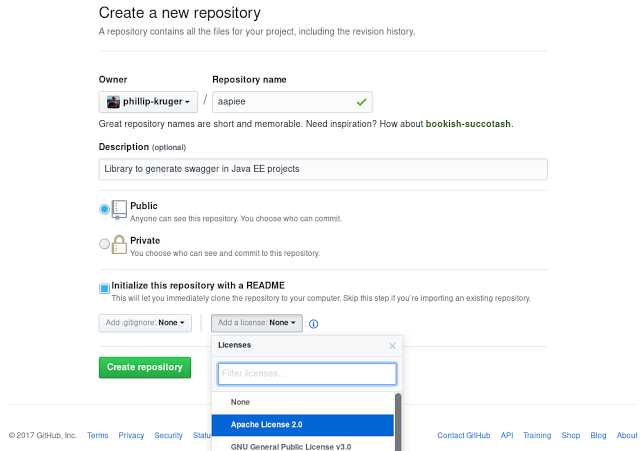 Create a new repository
A repository contains all the files for your project, including the revision history.
Owner Repository name
phillip-kruger / aapiee
Great repository names are short and memorable. Need inspiration? How about bookish-succotash.
Description (optional)
Library to generate swagger in Java EE projects
Public
Anyone can see this repository. You choose who can commit.
Private
You choose who can see and commit to this repository.
Initialize this repository with a README
This will let you immediately clone the repository to your computer. Skip this step if you're importing an existing repository.
Add .gitignore: None Add a license: None
Licenses
Filter licenses...
Create repository
None
Apache License 2.0
GNU General Public License v3.0
© 2017 GitHub, Inc. Terms Privacy Security Statu Contact GitHub API Training Shop Blog About